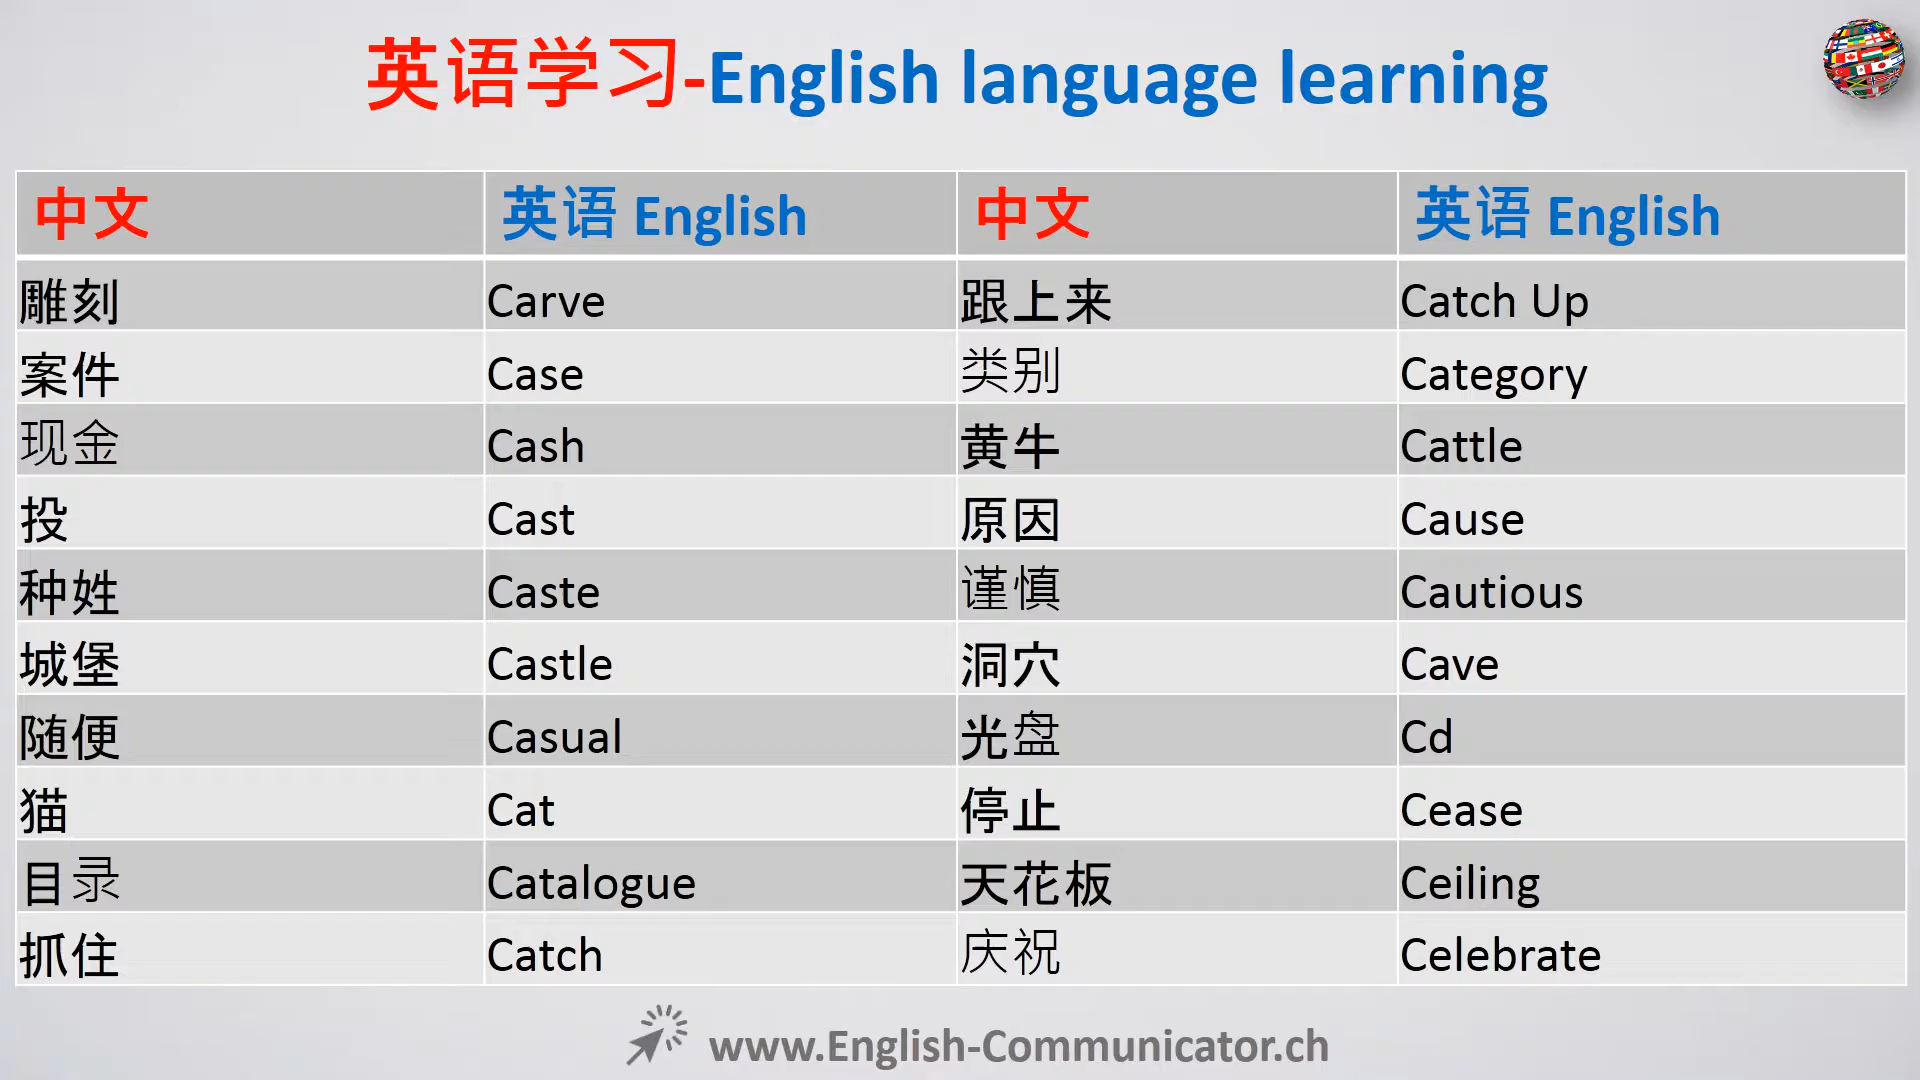 英语学习-English language learning
中文 英语 English 中文 英语 English
雕刻 Carve 跟上来 Catch Up
案件 Case 类别 Category
现金 Cash 黄牛 Cattle
投 Cast 原因 Cause
种姓 Caste 谨慎 Cautious
城堡 Castle 洞穴 Cave
随便 Casual 光盘 Cd
猫 Cat 停止 Cease
目录 Catalogue 天花板 Ceiling
抓住 Catch 庆祝 Celebrate
www.English-Communicator.ch